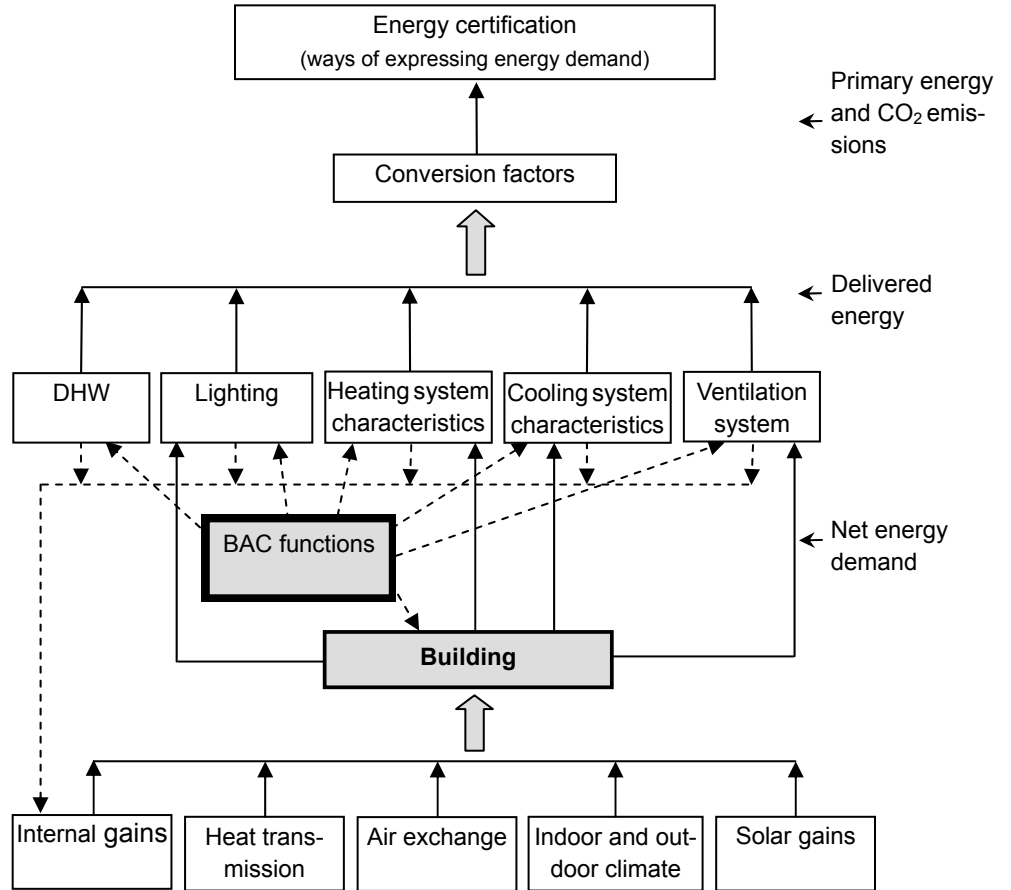 Energy certification
(ways of expressing energy demand)
Primary energy
and CO₂ emis-
sions
Conversion factors
Delivered
energy
DHW
Lighting
Heating system
characteristics
Cooling system
characteristics
Ventilation
system
BAC functions
Net energy
demand
Building
Internal gains
Heat trans-
mission
Air exchange
Indoor and out-
door climate
Solar gains